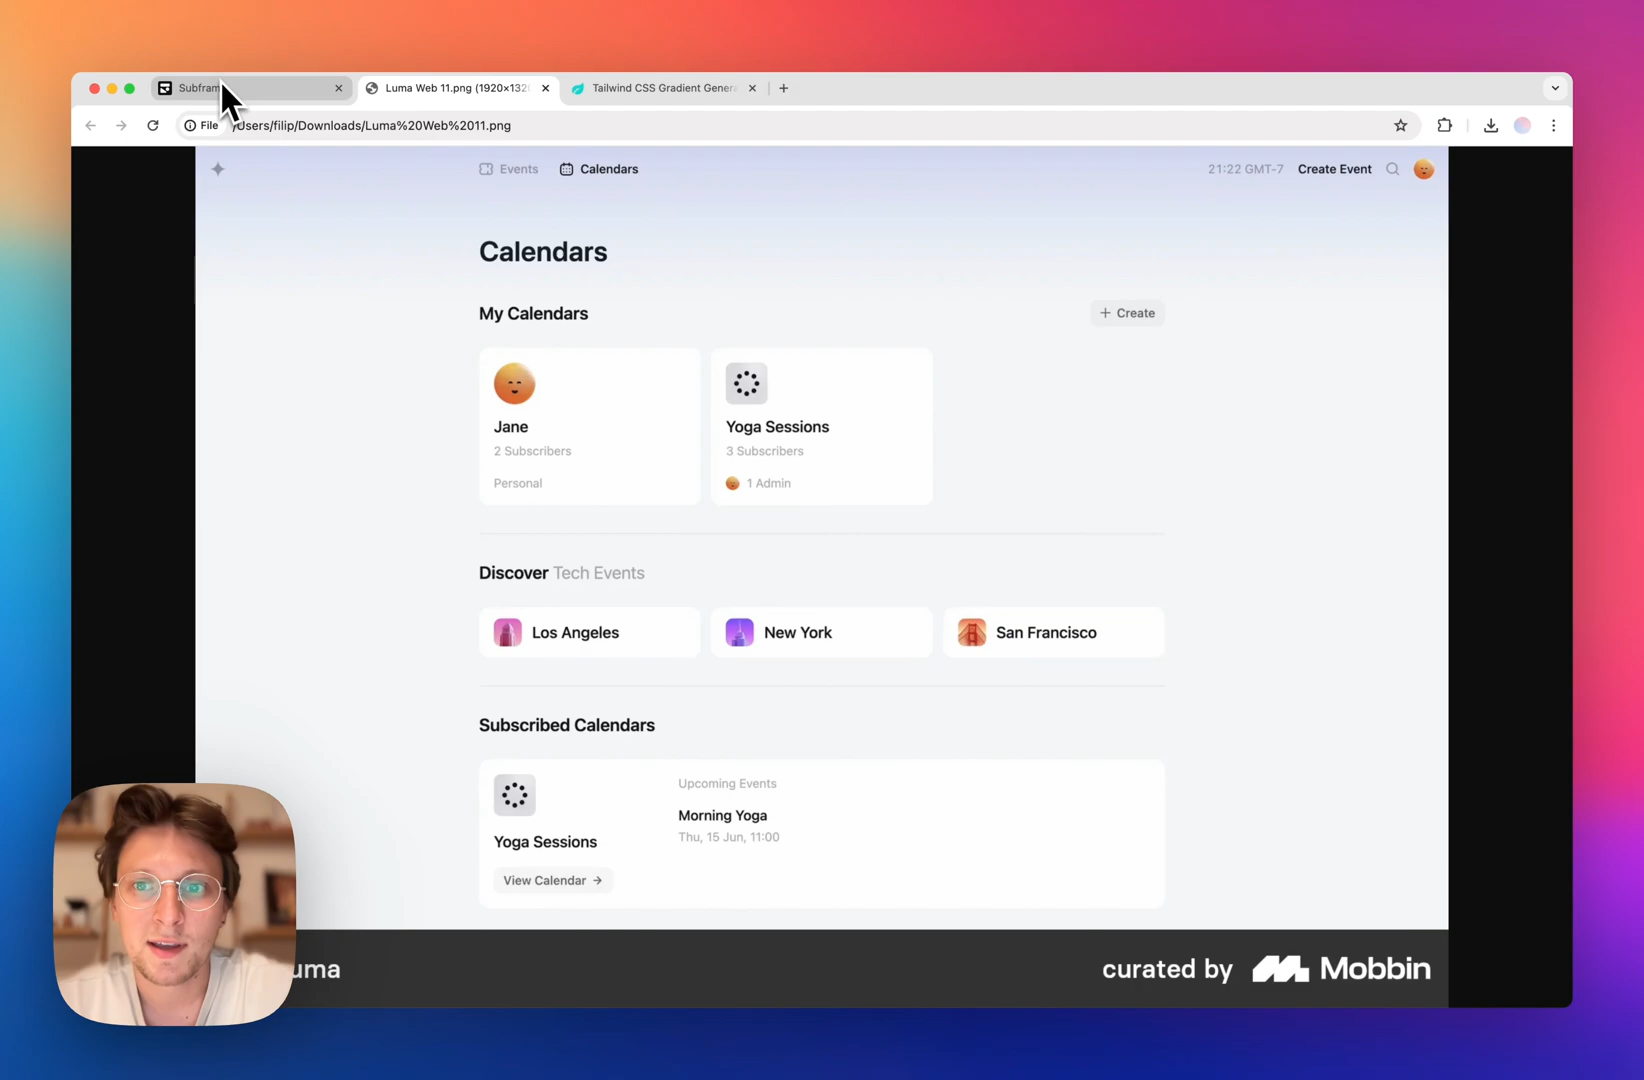 Subfram
Luma Web 11.png (1920×132
Tailwind CSS Gradient Genera
File
/Users/filip/Downloads/Luma%20Web%2011.png
Events
Calendars
21:22 GMT-7
Create Event
Calendars
My Calendars
+ Create
Jane
2 Subscribers
Personal
Yoga Sessions
3 Subscribers
1 Admin
Discover Tech Events
Los Angeles
New York
San Francisco
Subscribed Calendars
Yoga Sessions
View Calendar →
Upcoming Events
Morning Yoga
Thu, 15 Jun, 11:00
uma
curated by
Mobbin